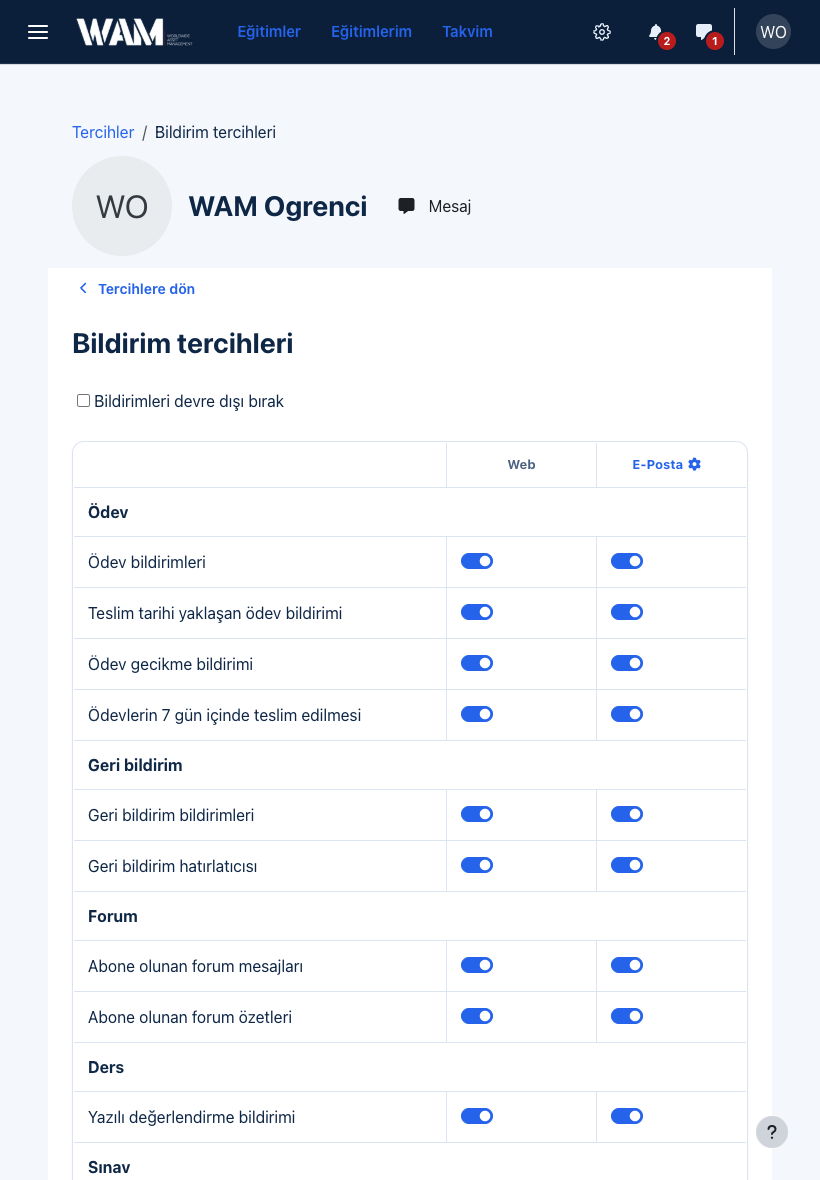 WAM WORLDWIDE ASSET MANAGEMENT
Eğitimler Eğitimlerim Takvim 2 1 WO
Tercihler / Bildirim tercihleri
WO WAM Ogrenci Mesaj
Tercihlere dön
Bildirim tercihleri
Bildirimleri devre dışı bırak
Web E-Posta
Ödev
Ödev bildirimleri
Teslim tarihi yaklaşan ödev bildirimi
Ödev gecikme bildirimi
Ödevlerin 7 gün içinde teslim edilmesi
Geri bildirim
Geri bildirim bildirimleri
Geri bildirim hatırlatıcısı
Forum
Abone olunan forum mesajları
Abone olunan forum özetleri
Ders
Yazılı değerlendirme bildirimi
?
Sınav